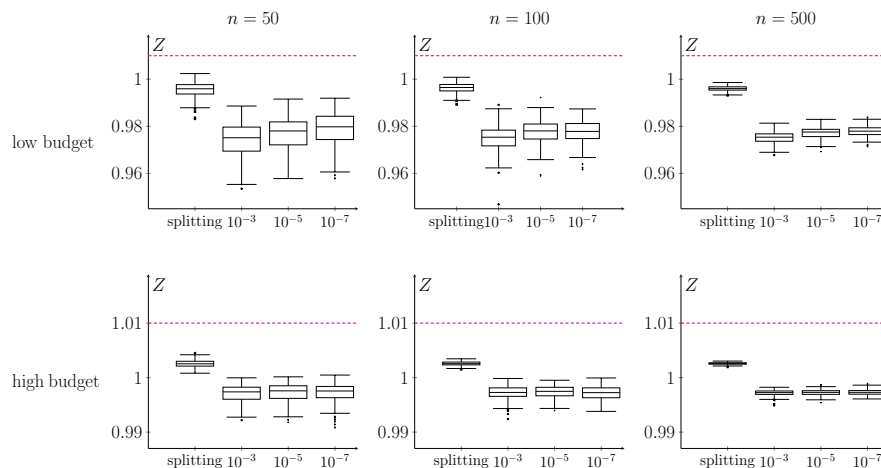 n = 50 n = 100 n = 500
low budget
Z
1
0.98
0.96
splitting 10⁻³ 10⁻⁵ 10⁻⁷
Z
1
0.98
0.96
splitting 10⁻³ 10⁻⁵ 10⁻⁷
Z
1
0.98
0.96
splitting 10⁻³ 10⁻⁵ 10⁻⁷
high budget
Z
1.01
1
0.99
splitting 10⁻³ 10⁻⁵ 10⁻⁷
Z
1.01
1
0.99
splitting 10⁻³ 10⁻⁵ 10⁻⁷
Z
1.01
1
0.99
splitting 10⁻³ 10⁻⁵ 10⁻⁷